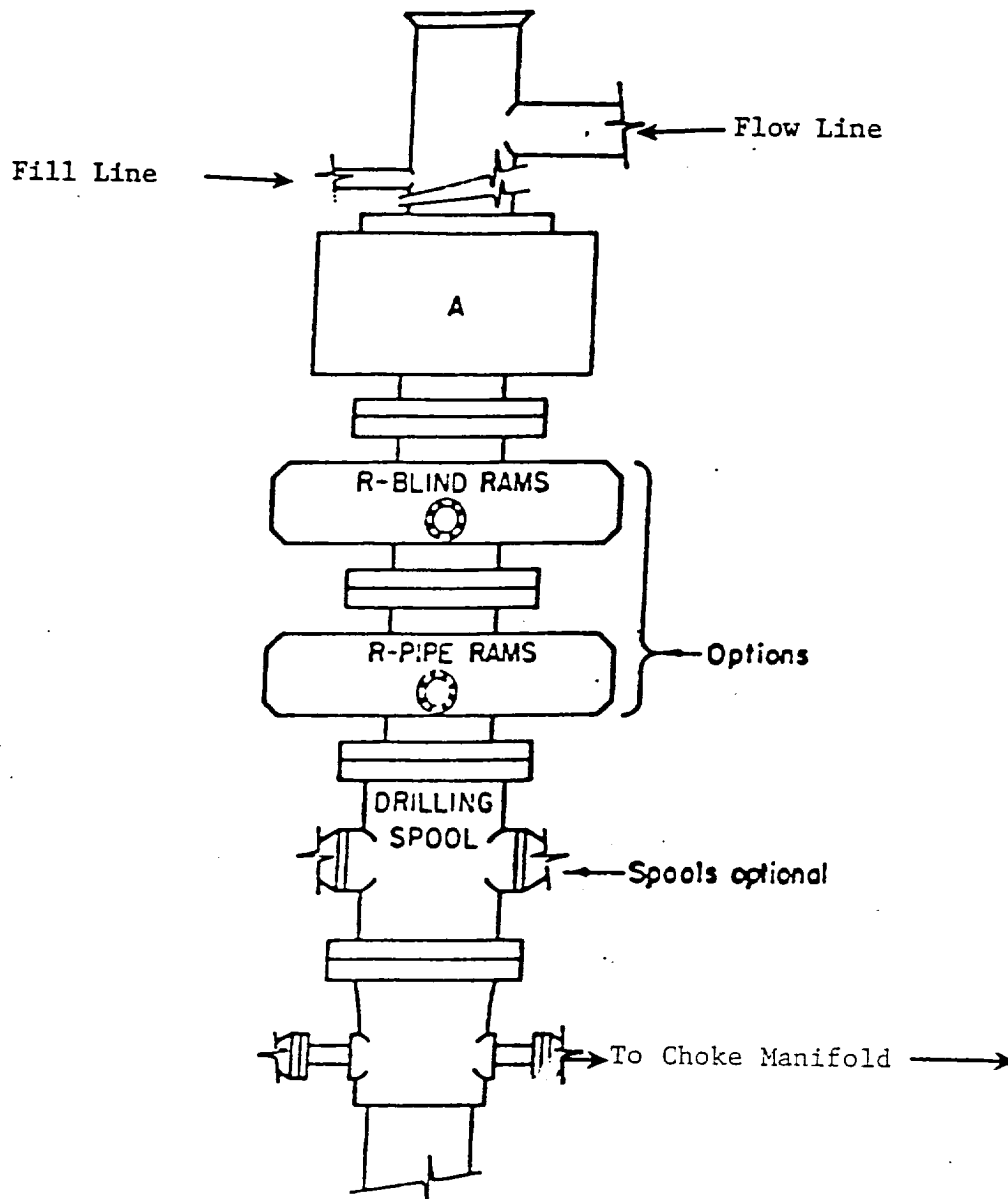 Flow Line
Fill Line
A
R-BLIND RAMS
R-PIPE RAMS
Options
DRILLING
SPOOL
Spools optional
To Choke Manifold